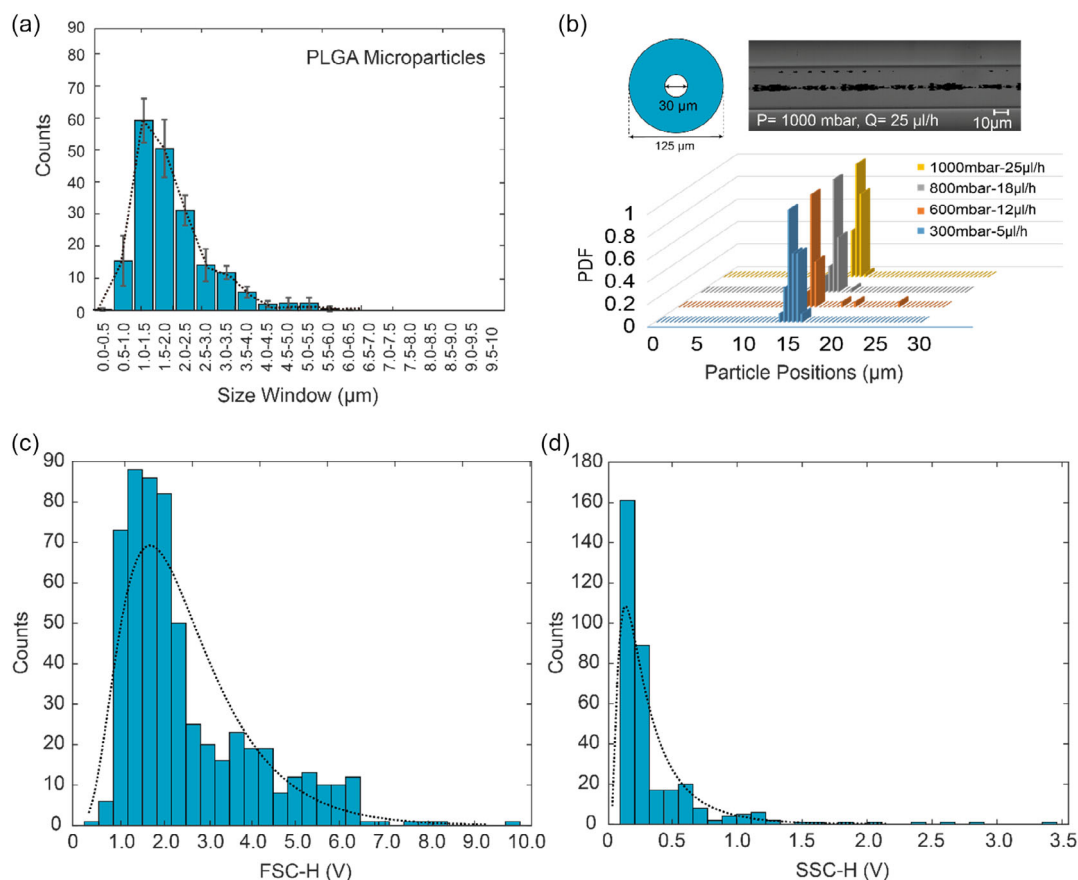 (a)
PLGA Microparticles
Counts
90
80
70
60
50
40
30
20
10
0
0.0-0.5
0.5-1.0
1.0-1.5
1.5-2.0
2.0-2.5
2.5-3.0
3.0-3.5
3.5-4.0
4.0-4.5
4.5-5.0
5.0-5.5
5.5-6.0
6.0-6.5
6.5-7.0
7.0-7.5
7.5-8.0
8.0-8.5
8.5-9.0
9.0-9.5
9.5-10
Size Window (µm)
(b)
30 µm
125 µm
P= 1000 mbar, Q= 25 µl/h
10µm
1000mbar-25µl/h
800mbar-18µl/h
600mbar-12µl/h
300mbar-5µl/h
PDF
1
0.8
0.6
0.4
0.2
0
0 5 10 15 20 25 30
Particle Positions (µm)
(c)
Counts
90
80
70
60
50
40
30
20
10
0
0 1.0 2.0 3.0 4.0 5.0 6.0 7.0 8.0 9.0 10.0
FSC-H (V)
(d)
Counts
180
160
140
120
100
80
60
40
20
0
0 0.5 1.0 1.5 2.0 2.5 3.0 3.5
SSC-H (V)